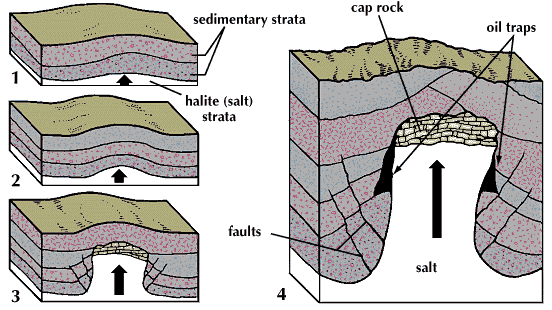 sedimentary strata
1
halite (salt)
strata
2
3
faults
cap rock
oil traps
salt
4